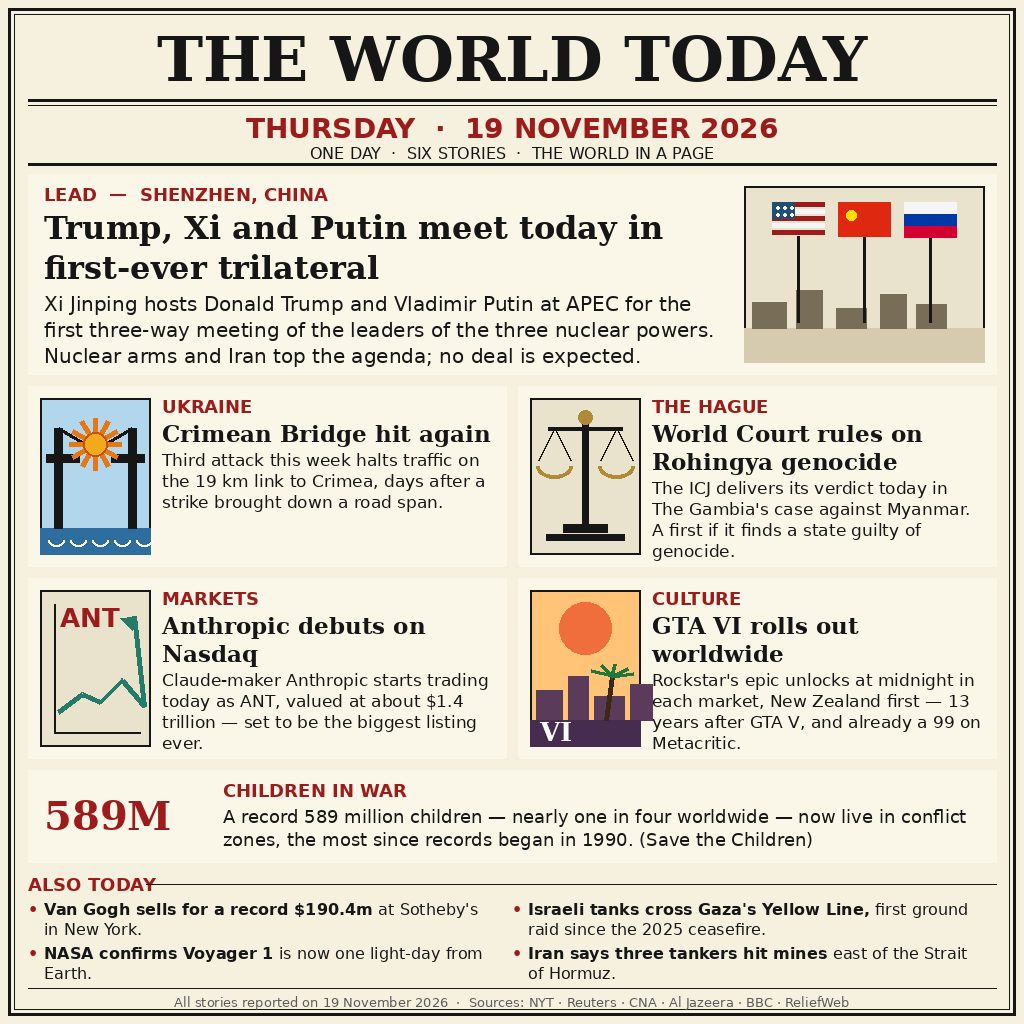 THE WORLD TODAY
THURSDAY · 19 NOVEMBER 2026
ONE DAY · SIX STORIES · THE WORLD IN A PAGE
LEAD — SHENZHEN, CHINA
Trump, Xi and Putin meet today in
first-ever trilateral
Xi Jinping hosts Donald Trump and Vladimir Putin at APEC for the
first three-way meeting of the leaders of the three nuclear powers.
Nuclear arms and Iran top the agenda; no deal is expected.
UKRAINE
Crimean Bridge hit again
Third attack this week halts traffic on
the 19 km link to Crimea, days after a
strike brought down a road span.
THE HAGUE
World Court rules on
Rohingya genocide
The ICJ delivers its verdict today in
The Gambia's case against Myanmar.
A first if it finds a state guilty of
genocide.
ANT
MARKETS
Anthropic debuts on
Nasdaq
Claude-maker Anthropic starts trading
today as ANT, valued at about $1.4
trillion — set to be the biggest listing
ever.
VI
CULTURE
GTA VI rolls out
worldwide
Rockstar's epic unlocks at midnight in
each market, New Zealand first — 13
years after GTA V, and already a 99 on
Metacritic.
589M
CHILDREN IN WAR
A record 589 million children — nearly one in four worldwide — now live in conflict
zones, the most since records began in 1990. (Save the Children)
ALSO TODAY
• Van Gogh sells for a record $190.4m at Sotheby's
in New York.
• NASA confirms Voyager 1 is now one light-day from
Earth.
• Israeli tanks cross Gaza's Yellow Line, first ground
raid since the 2025 ceasefire.
• Iran says three tankers hit mines east of the Strait
of Hormuz.
All stories reported on 19 November 2026 · Sources: NYT · Reuters · CNA · Al Jazeera · BBC · ReliefWeb